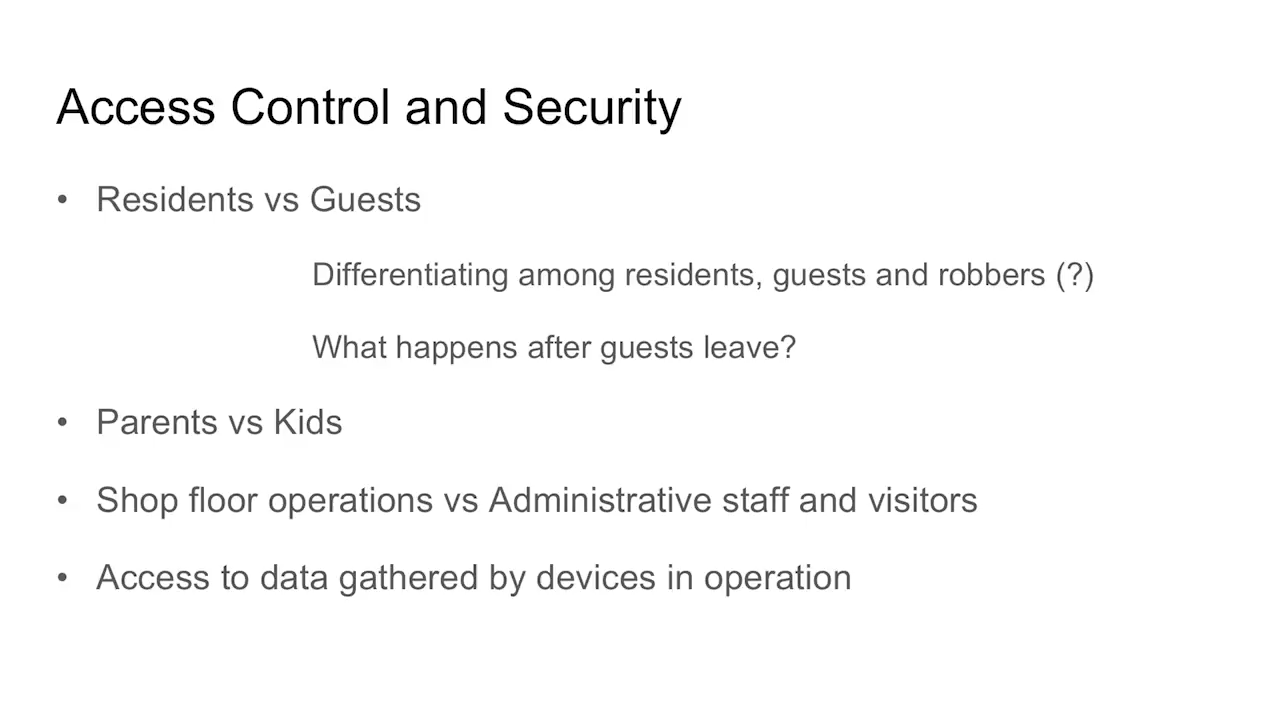 Access Control and Security
• Residents vs Guests
Differentiating among residents, guests and robbers (?)
What happens after guests leave?
• Parents vs Kids
• Shop floor operations vs Administrative staff and visitors
• Access to data gathered by devices in operation